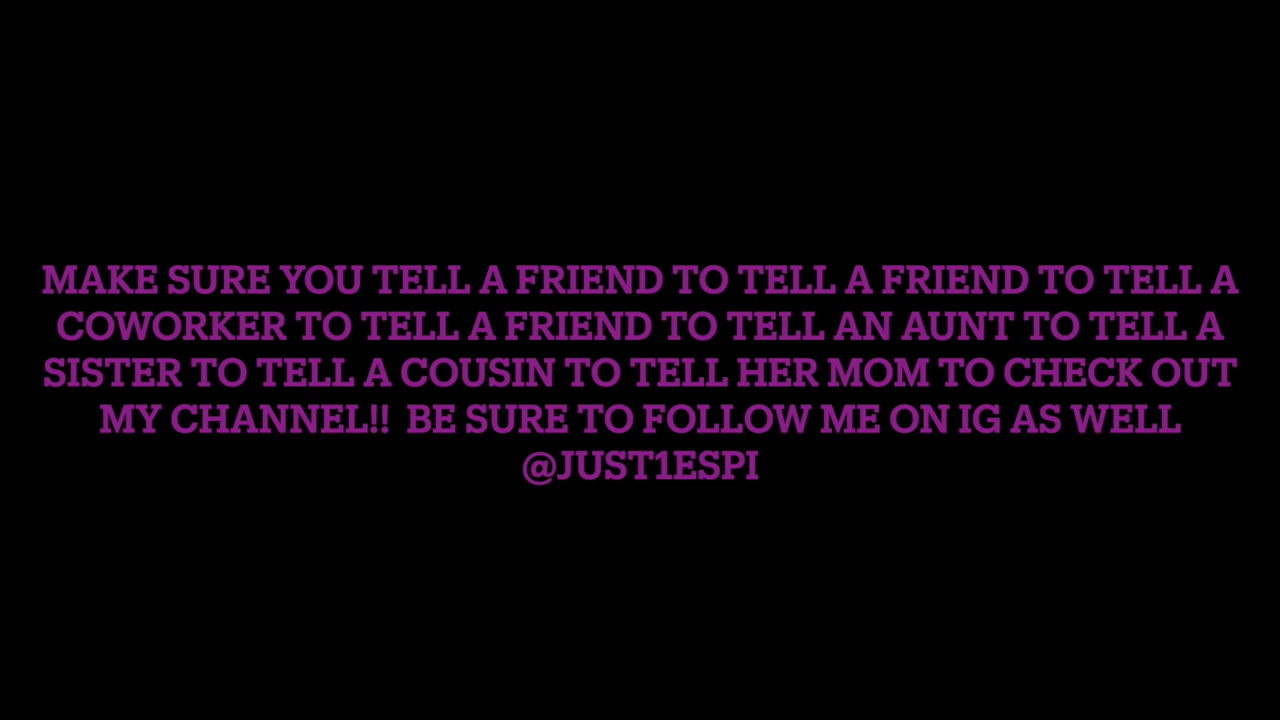 MAKE SURE YOU TELL A FRIEND TO TELL A FRIEND TO TELL A
COWORKER TO TELL A FRIEND TO TELL AN AUNT TO TELL A
SISTER TO TELL A COUSIN TO TELL HER MOM TO CHECK OUT
MY CHANNEL!!  BE SURE TO FOLLOW ME ON IG AS WELL
@JUST1ESPI